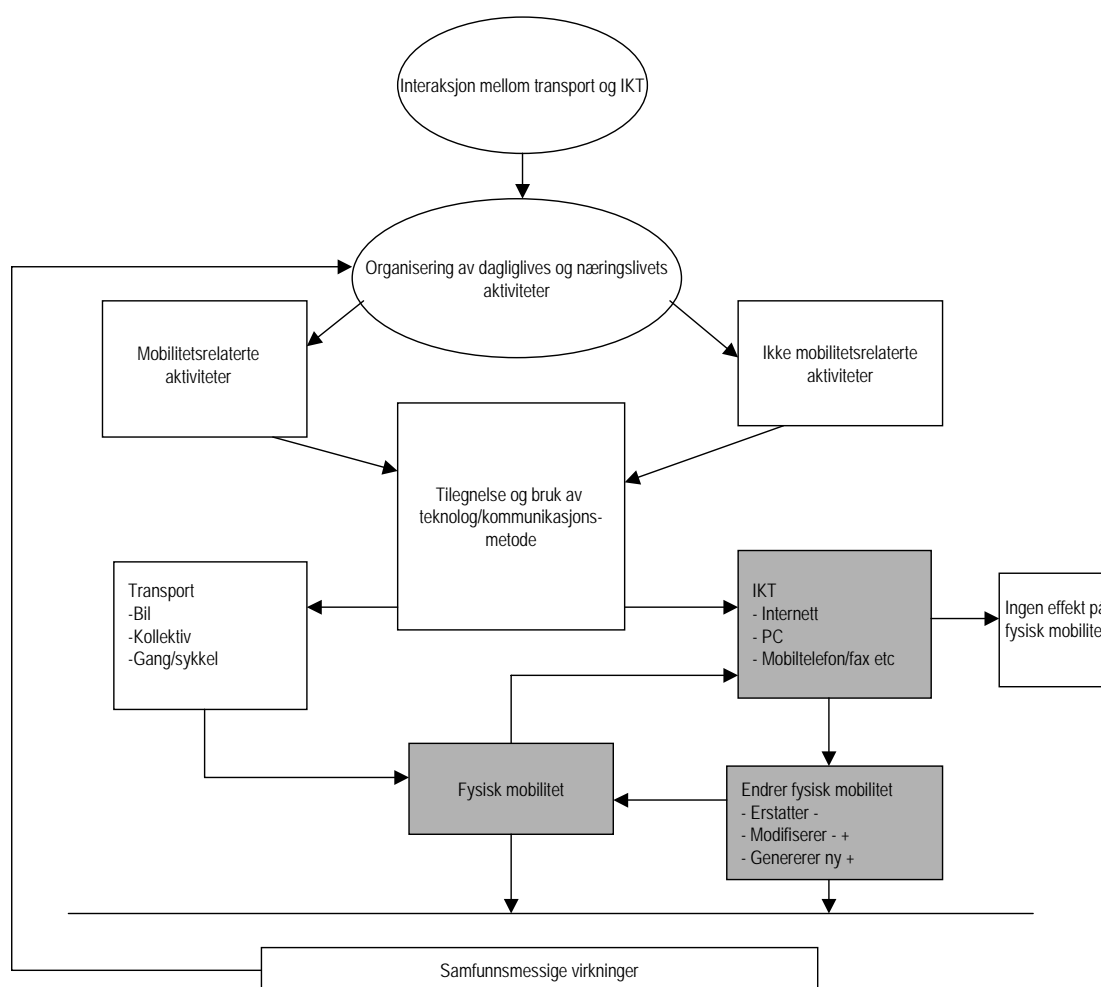 Interaksjon mellom transport og IKT
Organisering av dagliglives og næringslivets
aktiviteter
Mobilitetsrelaterte
aktiviteter
Ikke mobilitetsrelaterte
aktiviteter
Tilegnelse og bruk av
teknolog/kommunikasjons-
metode
Transport
-Bil
-Kollektiv
-Gang/sykkel
IKT
- Internett
- PC
- Mobiltelefon/fax etc
Ingen effekt
fysisk
Fysisk mobilitet
Endrer fysisk mobilitet
- Erstatter -
- Modifiserer - +
- Genererer ny +
Samfunnsmessige virkninger